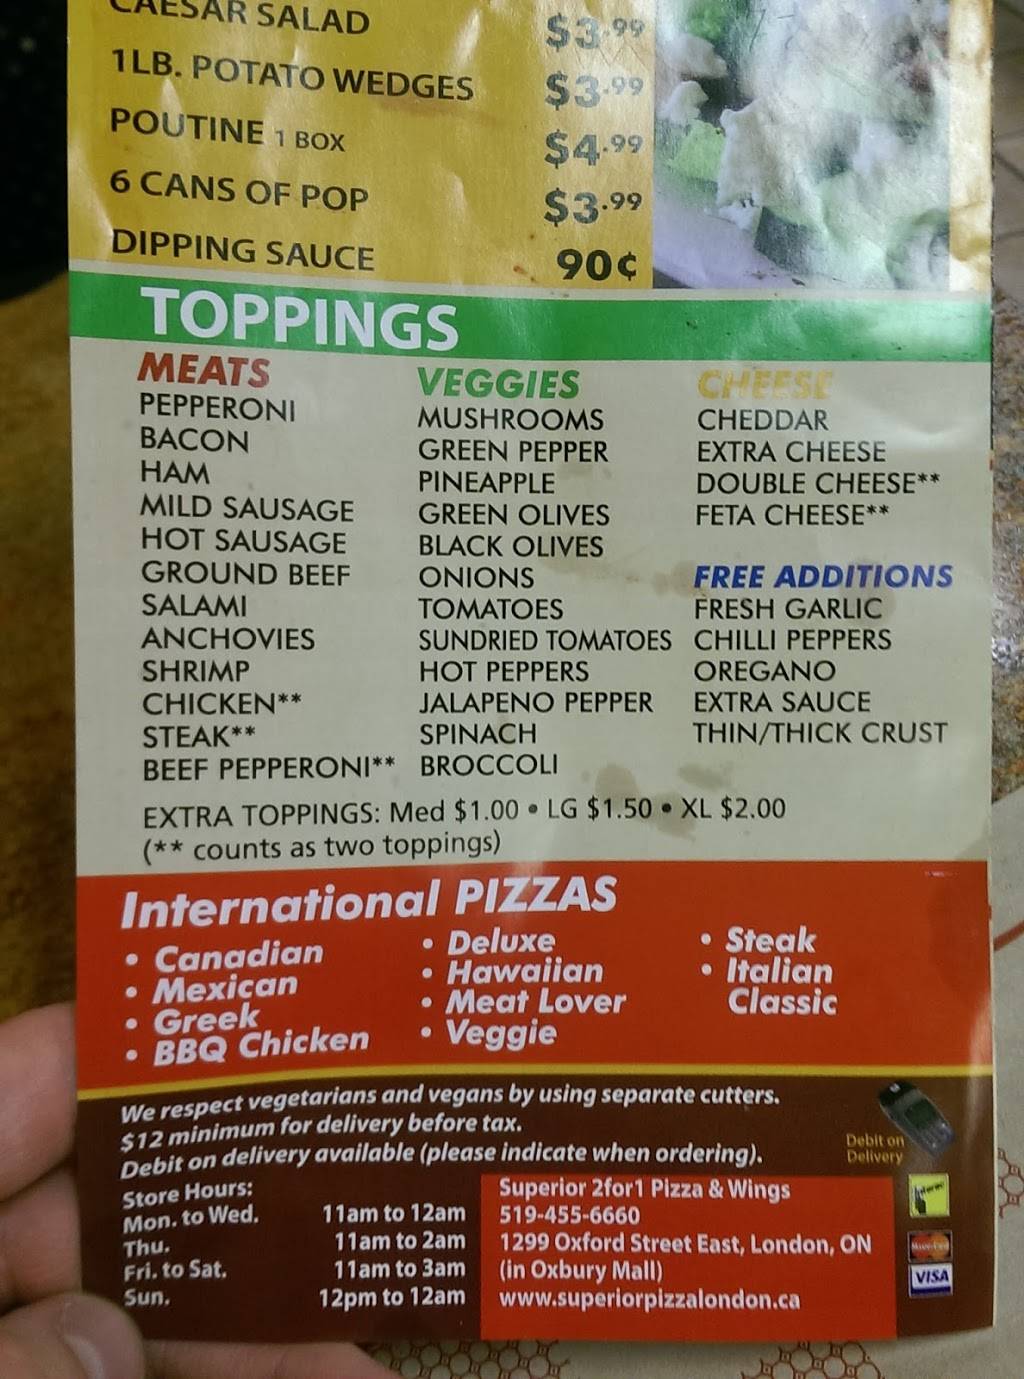 CAESAR SALAD $3.99
1LB. POTATO WEDGES $3.99
POUTINE 1 BOX $4.99
6 CANS OF POP $3.99
DIPPING SAUCE 90¢
TOPPINGS
MEATS
PEPPERONI
BACON
HAM
MILD SAUSAGE
HOT SAUSAGE
GROUND BEEF
SALAMI
ANCHOVIES
SHRIMP
CHICKEN**
STEAK**
BEEF PEPPERONI**
VEGGIES
MUSHROOMS
GREEN PEPPER
PINEAPPLE
GREEN OLIVES
BLACK OLIVES
ONIONS
TOMATOES
SUNDRIED TOMATOES
HOT PEPPERS
JALAPENO PEPPER
SPINACH
BROCCOLI
CHEESE
CHEDDAR
EXTRA CHEESE
DOUBLE CHEESE**
FETA CHEESE**
FREE ADDITIONS
FRESH GARLIC
CHILLI PEPPERS
OREGANO
EXTRA SAUCE
THIN/THICK CRUST
EXTRA TOPPINGS: Med $1.00 • LG $1.50 • XL $2.00
(** counts as two toppings)
International PIZZAS
• Canadian
• Mexican
• Greek
• BBQ Chicken
• Deluxe
• Hawaiian
• Meat Lover
• Veggie
• Steak
• Italian
Classic
We respect vegetarians and vegans by using separate cutters.
$12 minimum for delivery before tax.
Debit on delivery available (please indicate when ordering).
Debit on
Delivery
Store Hours:
Mon. to Wed. 11am to 12am
Thu. 11am to 2am
Fri. to Sat. 11am to 3am
Sun. 12pm to 12am
Superior 2for1 Pizza & Wings
519-455-6660
1299 Oxford Street East, London, ON
(in Oxbury Mall)
www.superiorpizzalondon.ca
VISA